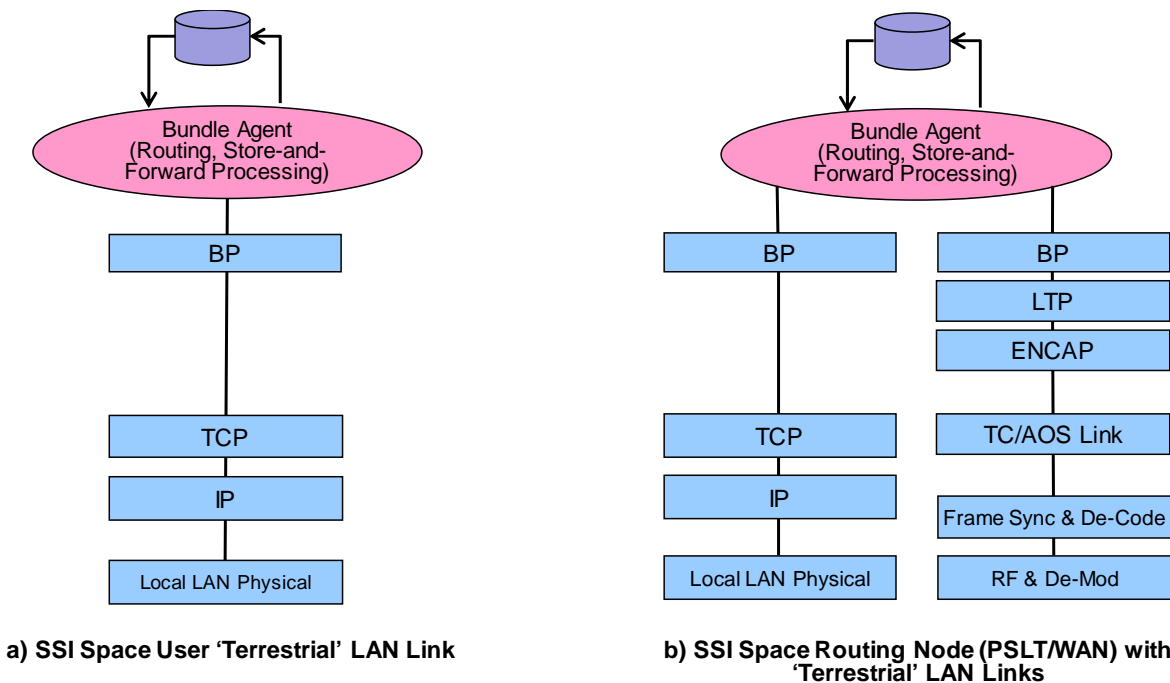 Bundle Agent
(Routing, Store-and-
Forward Processing)
BP
TCP
IP
Local LAN Physical
a) SSI Space User ‘Terrestrial’ LAN Link
Bundle Agent
(Routing, Store-and-
Forward Processing)
BP
TCP
IP
Local LAN Physical
BP
LTP
ENCAP
TC/AOS Link
Frame Sync & De-Code
RF & De-Mod
b) SSI Space Routing Node (PSLT/WAN) with
‘Terrestrial’ LAN Links